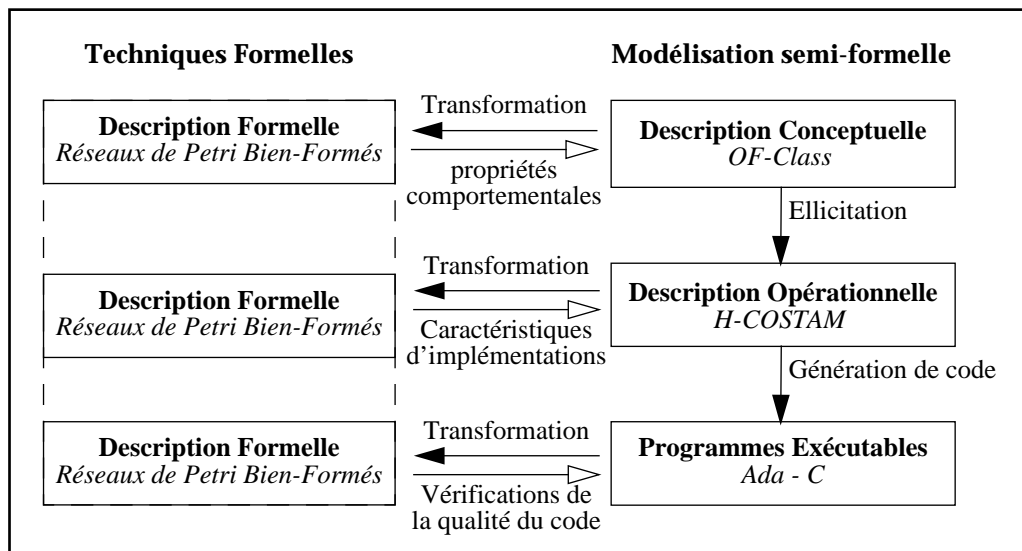 Techniques Formelles
Modélisation semi-formelle
Description Formelle
Réseaux de Petri Bien-Formés
Transformation
propriétés
comportementales
Description Conceptuelle
OF-Class
Ellicitation
Description Formelle
Réseaux de Petri Bien-Formés
Transformation
Caractéristiques
d’implémentations
Description Opérationnelle
H-COSTAM
Génération de code
Description Formelle
Réseaux de Petri Bien-Formés
Transformation
Vérifications de
la qualité du code
Programmes Exécutables
Ada - C